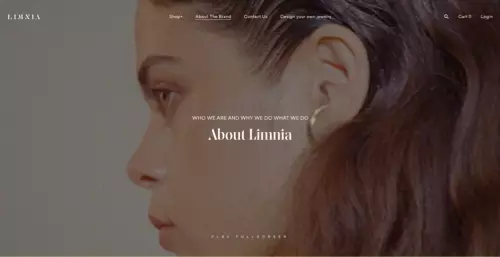 LIMNIA
Shop+
About The Brand
Contact Us
Design your own jewelry
Cart 0
Login
WHO WE ARE AND WHY WE DO WHAT WE DO
About Limnia
PLAY FULLSCREEN